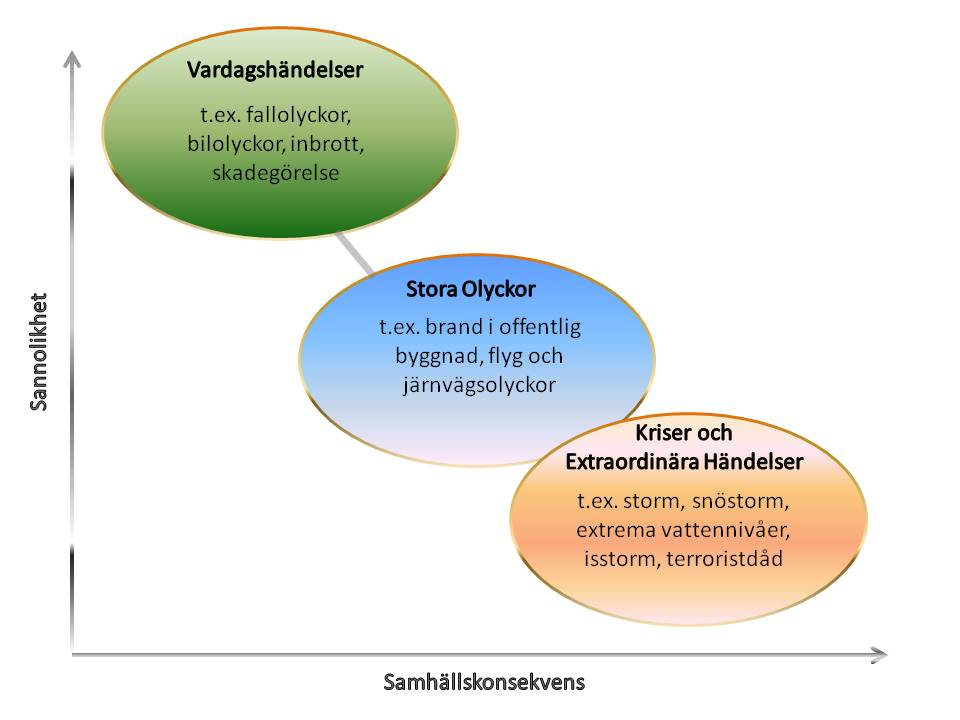 Vardagshändelser
t.ex. fallolyckor,
bilolyckor, inbrott,
skadegörelse
Stora Olyckor
t.ex. brand i offentlig
byggnad, flyg och
järnvägsolyckor
Kriser och
Extraordinära Händelser
t.ex. storm, snöstorm,
extrema vattennivåer,
isstorm, terroristdåd
Sannolikhet
Samhällskonsekvens